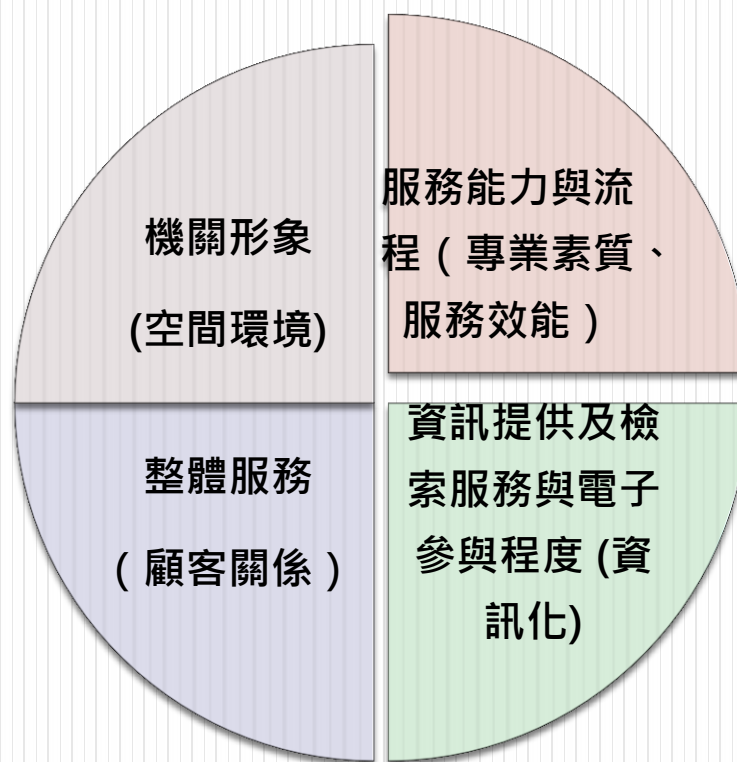 機關形象
(空間環境)
服務能力與流
程（專業素質、
服務效能）
整體服務
（顧客關係）
資訊提供及檢
索服務與電子
參與程度 (資
訊化)